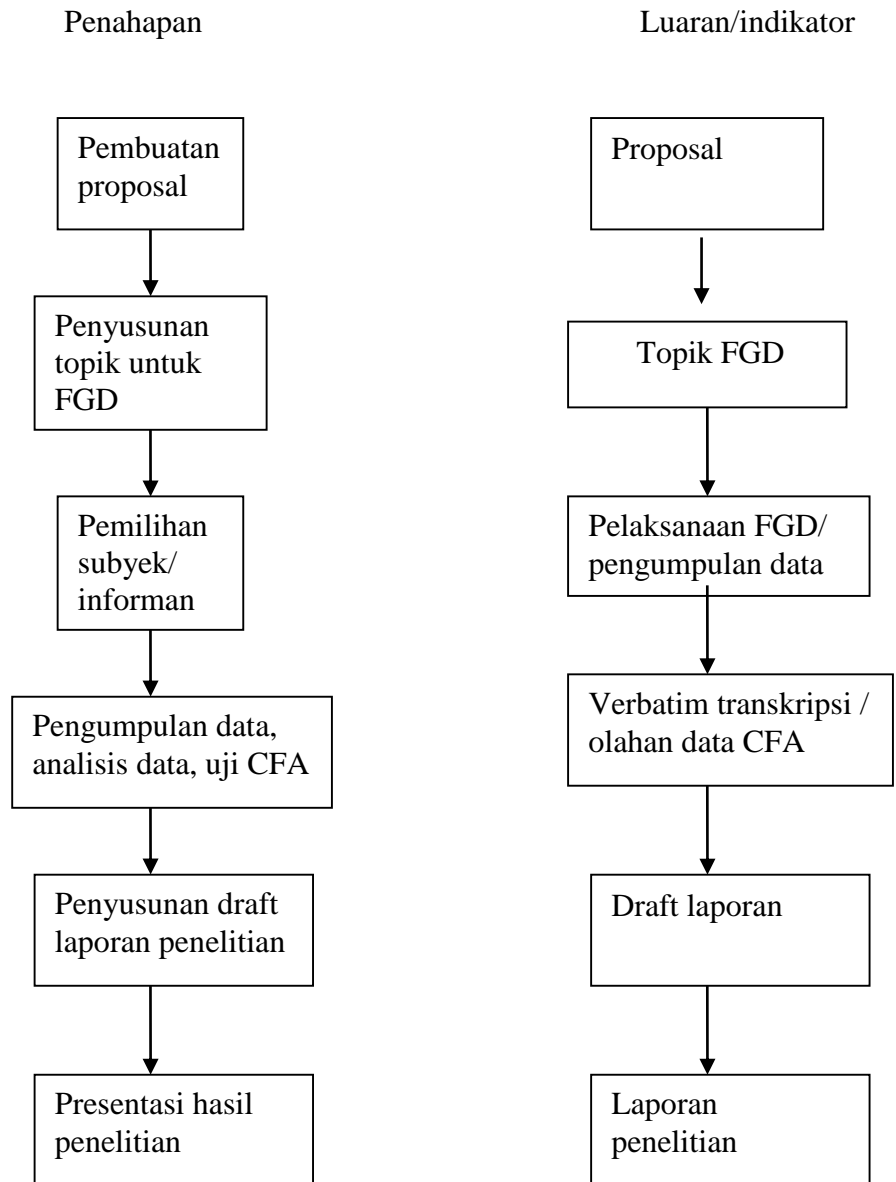 Penahapan
Luaran/indikator
Pembuatan
proposal
Proposal
Penyusunan
topik untuk
FGD
Topik FGD
Pemilihan
subyek/
informan
Pelaksanaan FGD/
pengumpulan data
Pengumpulan data,
analisis data, uji CFA
Verbatim transkripsi /
olahan data CFA
Penyusunan draft
laporan penelitian
Draft laporan
Presentasi hasil
penelitian
Laporan
penelitian